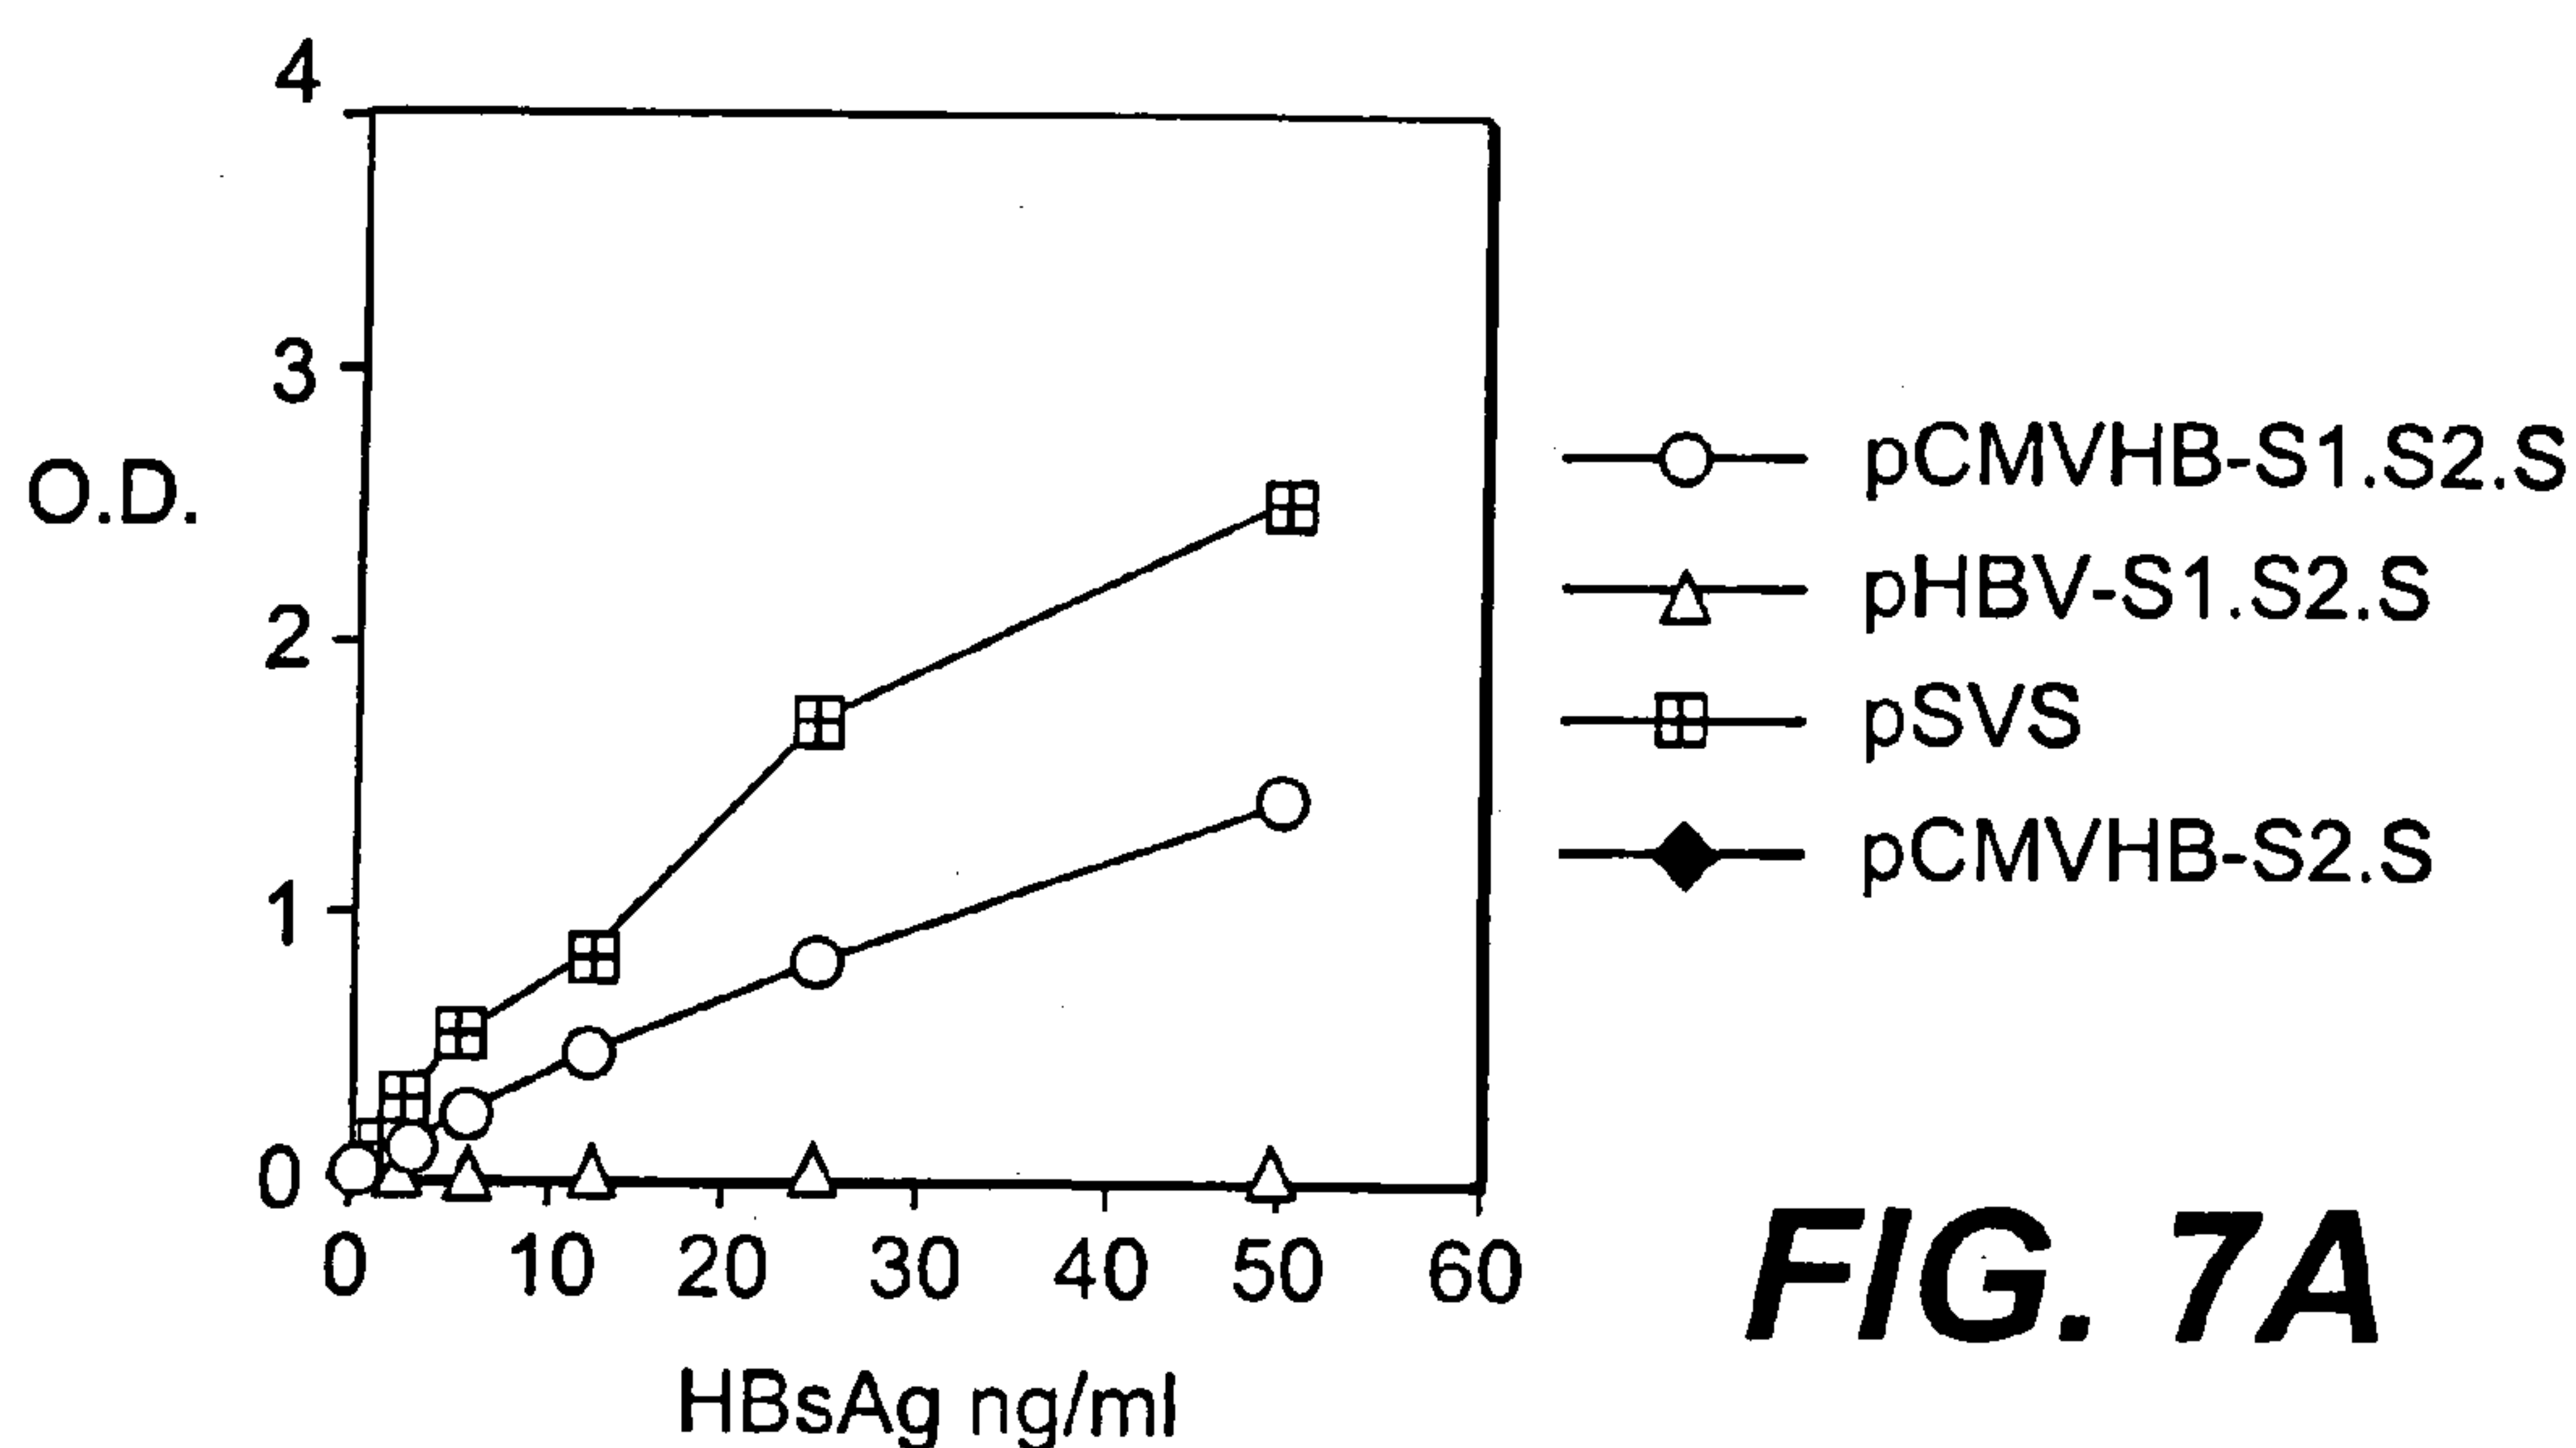 4
3
2
1
0
O.D.
0 10 20 30 40 50 60
HBsAg ng/ml
pCMVHB-S1.S2.S
pHBV-S1.S2.S
pSVS
pCMVHB-S2.S
FIG. 7A